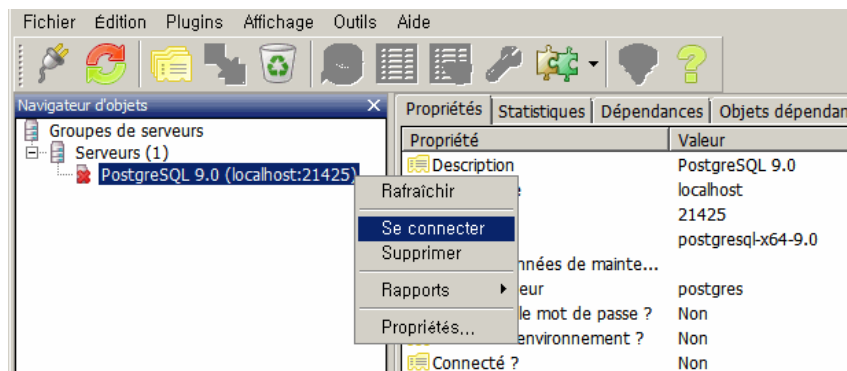 Fichier Édition Plugins Affichage Outils Aide
Navigateur d'objets
Groupes de serveurs
Serveurs (1)
PostgreSQL 9.0 (localhost:21425)
Rafraîchir
Se connecter
Supprimer
Rapports
Propriétés...
Propriétés Statistiques Dépendances Objets dépendan
Propriété Valeur
Description PostgreSQL 9.0
localhost
21425
postgresql-x64-9.0
nnées de mainte...
eur postgres
le mot de passe ? Non
environnement ? Non
Connecté ? Non